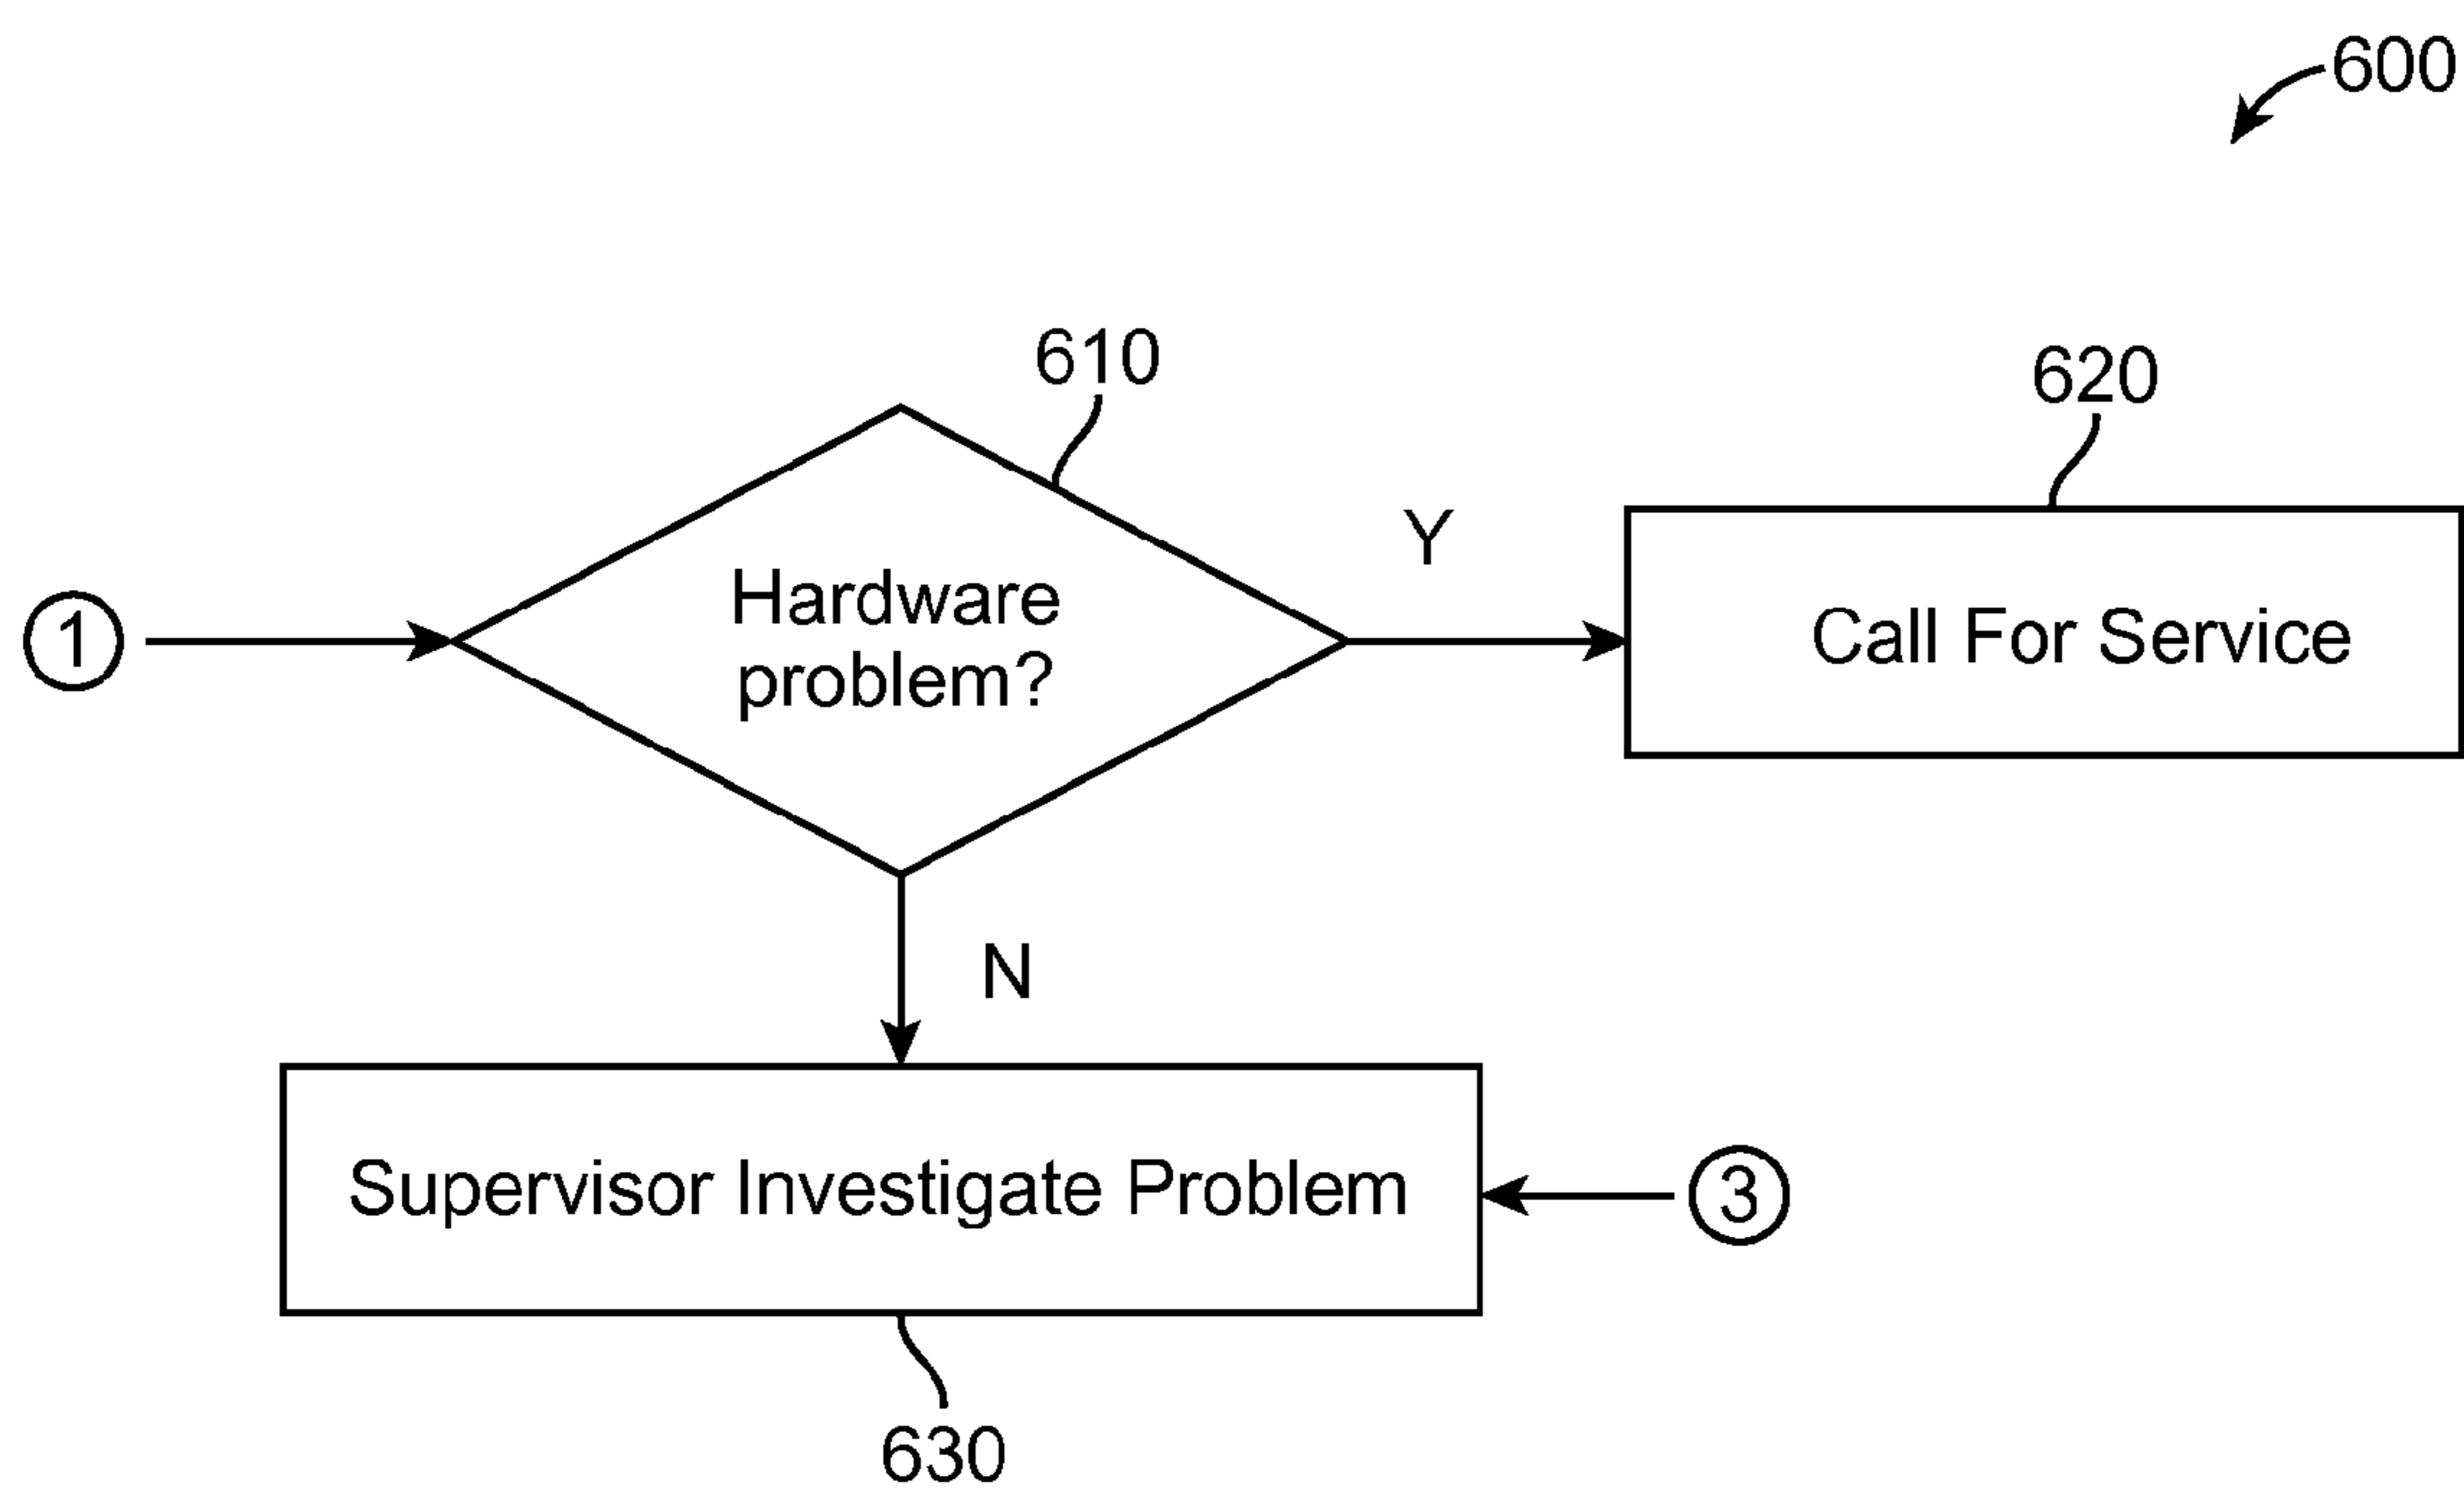 600
610
620
Hardware
problem?
Y
Call For Service
1
N
Supervisor Investigate Problem
3
630